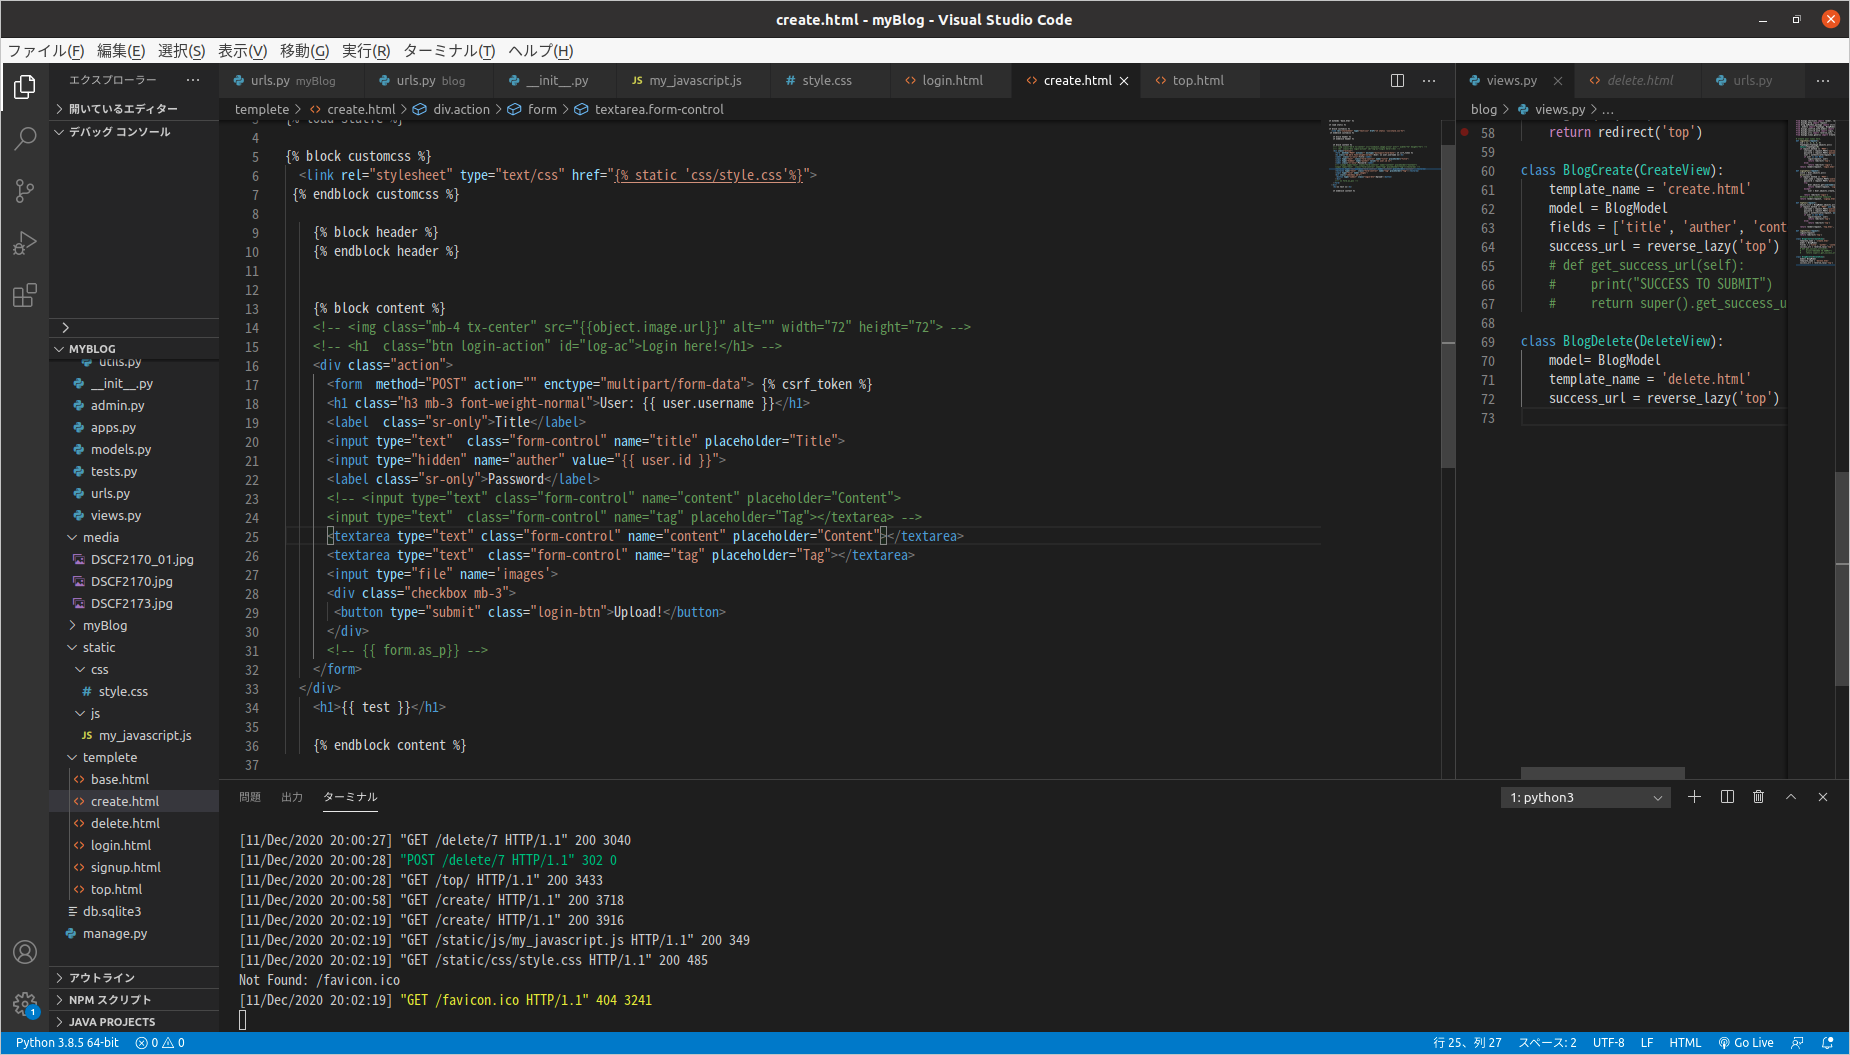 create.html - myBlog - Visual Studio Code
ファイル(F) 編集(E) 選択(S) 表示(V) 移動(G) 実行(R) ターミナル(T) ヘルプ(H)
エクスプローラー ···
開いているエディター
デバッグ コンソール
MYBLOG
utils.py
__init__.py
admin.py
apps.py
models.py
tests.py
urls.py
views.py
media
DSCF2170_01.jpg
DSCF2170.jpg
DSCF2173.jpg
myBlog
static
css
# style.css
js
JS my_javascript.js
templete
<> base.html
<> create.html
<> delete.html
<> login.html
<> signup.html
<> top.html
db.sqlite3
manage.py
アウトライン
NPM スクリプト
JAVA PROJECTS
urls.py myBlog urls.py blog __init__.py JS my_javascript.js # style.css <> login.html <> create.html <> top.html
templete > <> create.html > div.action > form > textarea.form-control
3 {% load static %}
4
5 {% block customcss %}
6 <link rel="stylesheet" type="text/css" href="{% static 'css/style.css'%}">
7 {% endblock customcss %}
8
9 {% block header %}
10 {% endblock header %}
11
12
13 {% block content %}
14 <!-- <img class="mb-4 tx-center" src="{{object.image.url}}" alt="" width="72" height="72"> -->
15 <!-- <h1  class="btn login-action" id="log-ac">Login here!</h1> -->
16 <div class="action">
17 <form  method="POST" action="" enctype="multipart/form-data"> {% csrf_token %}
18 <h1 class="h3 mb-3 font-weight-normal">User: {{ user.username }}</h1>
19 <label  class="sr-only">Title</label>
20 <input type="text"  class="form-control" name="title" placeholder="Title">
21 <input type="hidden" name="auther" value="{{ user.id }}">
22 <label class="sr-only">Password</label>
23 <!-- <input type="text" class="form-control" name="content" placeholder="Content">
24 <input type="text"  class="form-control" name="tag" placeholder="Tag"></textarea> -->
25 <textarea type="text" class="form-control" name="content" placeholder="Content"></textarea>
26 <textarea type="text"  class="form-control" name="tag" placeholder="Tag"></textarea>
27 <input type="file" name='images'>
28 <div class="checkbox mb-3">
29 <button type="submit" class="login-btn">Upload!</button>
30 </div>
31 <!-- {{ form.as_p}} -->
32 </form>
33 </div>
34 <h1>{{ test }}</h1>
35
36 {% endblock content %}
37
views.py <> delete.html urls.py ···
blog > views.py > ...
58 return redirect('top')
59
60 class BlogCreate(CreateView):
61 template_name = 'create.html'
62 model = BlogModel
63 fields = ['title', 'auther', 'cont
64 success_url = reverse_lazy('top')
65 # def get_success_url(self):
66 #     print("SUCCESS TO SUBMIT")
67 #     return super().get_success_u
68
69 class BlogDelete(DeleteView):
70 model= BlogModel
71 template_name = 'delete.html'
72 success_url = reverse_lazy('top')
73
問題 出力 ターミナル 1: python3
[11/Dec/2020 20:00:27] "GET /delete/7 HTTP/1.1" 200 3040
[11/Dec/2020 20:00:28] "POST /delete/7 HTTP/1.1" 302 0
[11/Dec/2020 20:00:28] "GET /top/ HTTP/1.1" 200 3433
[11/Dec/2020 20:00:58] "GET /create/ HTTP/1.1" 200 3718
[11/Dec/2020 20:02:19] "GET /create/ HTTP/1.1" 200 3916
[11/Dec/2020 20:02:19] "GET /static/js/my_javascript.js HTTP/1.1" 200 349
[11/Dec/2020 20:02:19] "GET /static/css/style.css HTTP/1.1" 200 485
Not Found: /favicon.ico
[11/Dec/2020 20:02:19] "GET /favicon.ico HTTP/1.1" 404 3241
1
Python 3.8.5 64-bit 0 0 行 25、列 27 スペース: 2 UTF-8 LF HTML Go Live